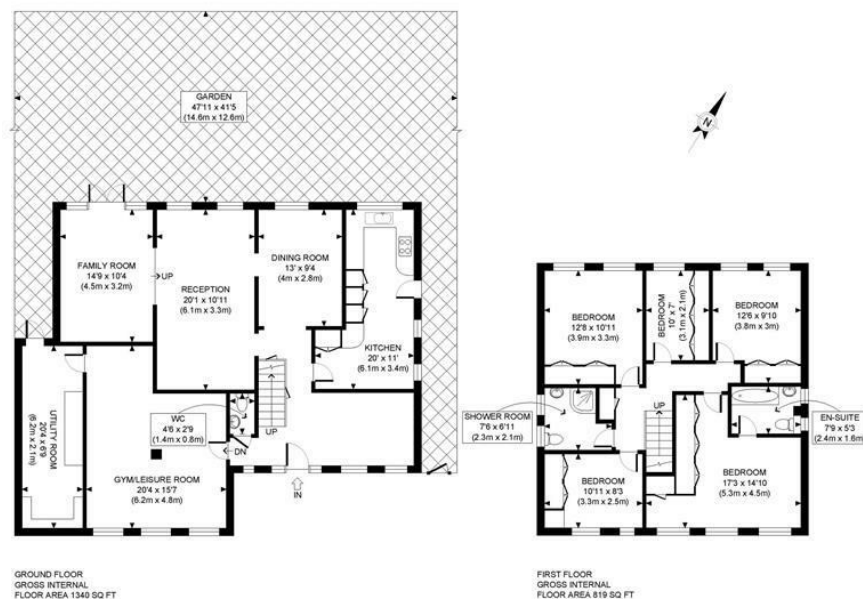 GARDEN
47'11 x 41'5
(14.6m x 12.6m)
N
FAMILY ROOM
14'9 x 10'4
(4.5m x 3.2m)
UP
RECEPTION
20'1 x 10'11
(6.1m x 3.3m)
DINING ROOM
13' x 9'4
(4m x 2.8m)
KITCHEN
20' x 11'
(6.1m x 3.4m)
UTILITY ROOM
20'4 x 6'9
(6.2m x 2.1m)
WC
4'6 x 2'9
(1.4m x 0.8m)
UP
DN
GYM/LEISURE ROOM
20'4 x 15'7
(6.2m x 4.8m)
IN
GROUND FLOOR
GROSS INTERNAL
FLOOR AREA 1340 SQ FT
BEDROOM
12'8 x 10'11
(3.9m x 3.3m)
BEDROOM
10' x 7'
(3.1m x 2.1m)
BEDROOM
12'6 x 9'10
(3.8m x 3m)
SHOWER ROOM
7'6 x 6'11
(2.3m x 2.1m)
UP
EN-SUITE
7'9 x 5'3
(2.4m x 1.6m)
BEDROOM
10'11 x 8'3
(3.3m x 2.5m)
BEDROOM
17'3 x 14'10
(5.3m x 4.5m)
FIRST FLOOR
GROSS INTERNAL
FLOOR AREA 819 SQ FT